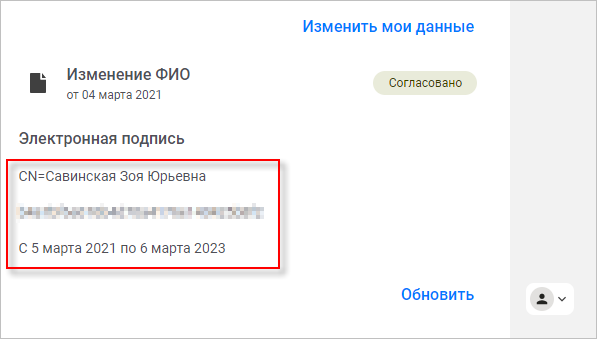 Изменить мои данные
Изменение ФИО
от 04 марта 2021
Согласовано
Электронная подпись
CN=Савинская Зоя Юрьевна
С 5 марта 2021 по 6 марта 2023
Обновить